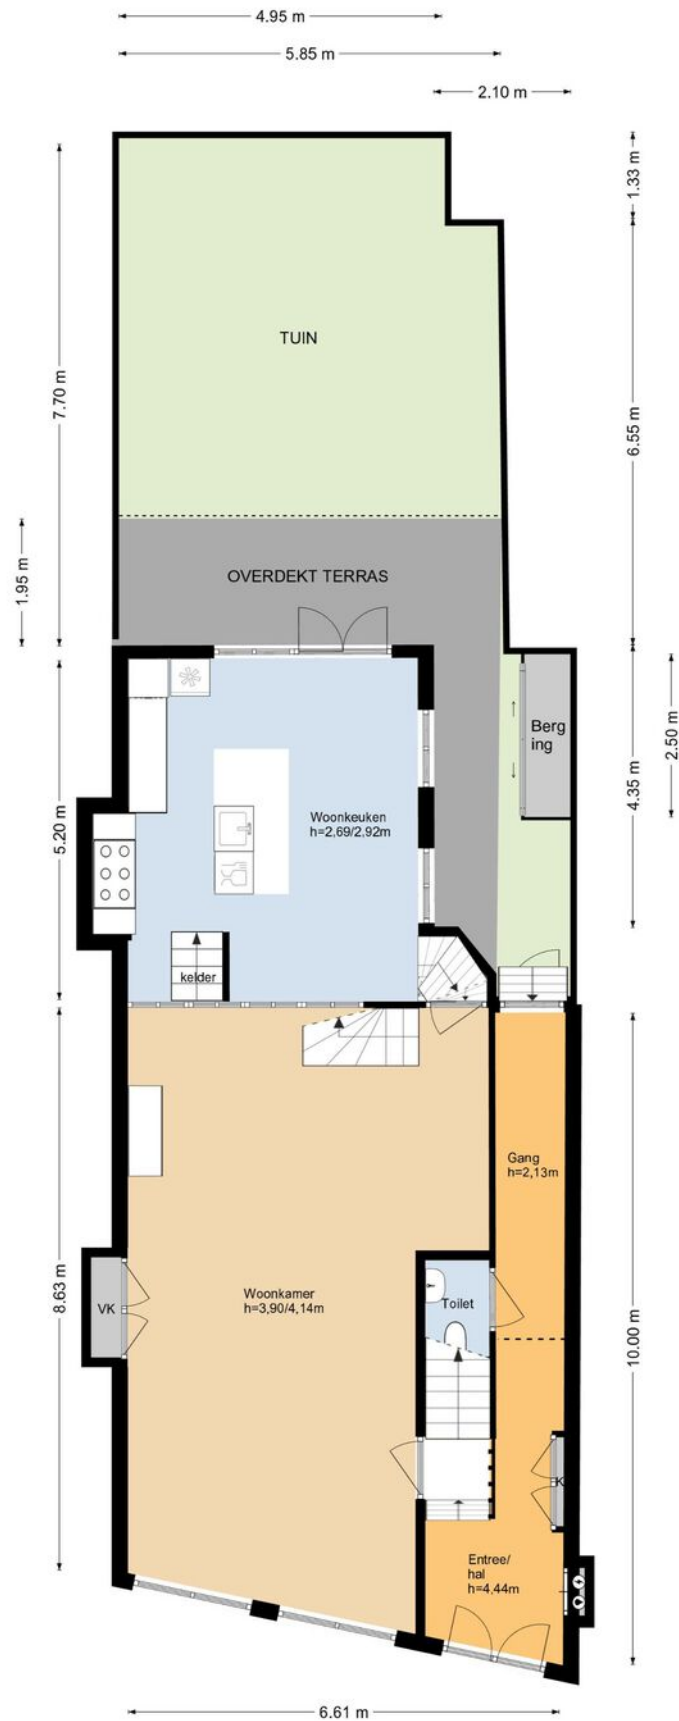 4.95 m
5.85 m
2.10 m
1.33 m
7.70 m
6.55 m
TUIN
1.95 m
OVERDEKT TERRAS
Berg
ing
2.50 m
4.35 m
5.20 m
Woonkeuken
h=2,69/2,92m
kelder
Gang
h=2,13m
8.63 m
Woonkamer
h=3,90/4,14m
VK
Toilet
10.00 m
K
Entree/
hal
h=4,44m
6.61 m